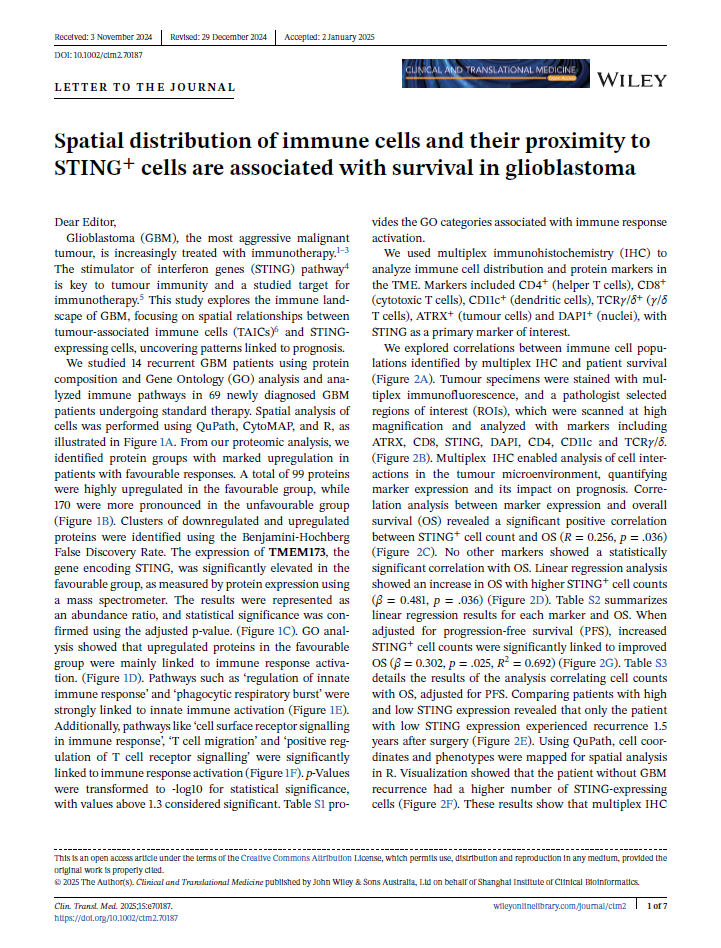 Received: 3 November 2024 Revised: 29 December 2024 Accepted: 2 January 2025
DOI: 10.1002/ctm2.70187
LETTER TO THE JOURNAL
CLINICAL AND TRANSLATIONAL MEDICINE
Open Access
WILEY
Spatial distribution of immune cells and their proximity to
STING+ cells are associated with survival in glioblastoma
Dear Editor,
Glioblastoma (GBM), the most aggressive malignant
tumour, is increasingly treated with immunotherapy.1–3
The stimulator of interferon genes (STING) pathway4
is key to tumour immunity and a studied target for
immunotherapy.5 This study explores the immune land-
scape of GBM, focusing on spatial relationships between
tumour-associated immune cells (TAICs)6 and STING-
expressing cells, uncovering patterns linked to prognosis.
We studied 14 recurrent GBM patients using protein
composition and Gene Ontology (GO) analysis and ana-
lyzed immune pathways in 69 newly diagnosed GBM
patients undergoing standard therapy. Spatial analysis of
cells was performed using QuPath, CytoMAP, and R, as
illustrated in Figure 1A. From our proteomic analysis, we
identified protein groups with marked upregulation in
patients with favourable responses. A total of 99 proteins
were highly upregulated in the favourable group, while
170 were more pronounced in the unfavourable group
(Figure 1B). Clusters of downregulated and upregulated
proteins were identified using the Benjamini-Hochberg
False Discovery Rate. The expression of TMEM173, the
gene encoding STING, was significantly elevated in the
favourable group, as measured by protein expression using
a mass spectrometer. The results were represented as
an abundance ratio, and statistical significance was con-
firmed using the adjusted p-value. (Figure 1C). GO anal-
ysis showed that upregulated proteins in the favourable
group were mainly linked to immune response activa-
tion. (Figure 1D). Pathways such as ‘regulation of innate
immune response’ and ‘phagocytic respiratory burst’ were
strongly linked to innate immune activation (Figure 1E).
Additionally, pathways like ‘cell surface receptor signalling
in immune response’, ‘T cell migration’ and ‘positive reg-
ulation of T cell receptor signalling’ were significantly
linked to immune response activation (Figure 1F). p-Values
were transformed to -log10 for statistical significance,
with values above 1.3 considered significant. Table S1 pro-
vides the GO categories associated with immune response
activation.
We used multiplex immunohistochemistry (IHC) to
analyze immune cell distribution and protein markers in
the TME. Markers included CD4+ (helper T cells), CD8+
(cytotoxic T cells), CD11c+ (dendritic cells), TCRγ/δ+ (γ/δ
T cells), ATRX+ (tumour cells) and DAPI+ (nuclei), with
STING as a primary marker of interest.
We explored correlations between immune cell popu-
lations identified by multiplex IHC and patient survival
(Figure 2A). Tumour specimens were stained with mul-
tiplex immunofluorescence, and a pathologist selected
regions of interest (ROIs), which were scanned at high
magnification and analyzed with markers including
ATRX, CD8, STING, DAPI, CD4, CD11c and TCRγ/δ.
(Figure 2B). Multiplex IHC enabled analysis of cell inter-
actions in the tumour microenvironment, quantifying
marker expression and its impact on prognosis. Corre-
lation analysis between marker expression and overall
survival (OS) revealed a significant positive correlation
between STING+ cell count and OS (R = 0.256, p = .036)
(Figure 2C). No other markers showed a statistically
significant correlation with OS. Linear regression analysis
showed an increase in OS with higher STING+ cell counts
(β = 0.481, p = .036) (Figure 2D). Table S2 summarizes
linear regression results for each marker and OS. When
adjusted for progression-free survival (PFS), increased
STING+ cell counts were significantly linked to improved
OS (β = 0.302, p = .025, R2 = 0.692) (Figure 2G). Table S3
details the results of the analysis correlating cell counts
with OS, adjusted for PFS. Comparing patients with high
and low STING expression revealed that only the patient
with low STING expression experienced recurrence 1.5
years after surgery (Figure 2E). Using QuPath, cell coor-
dinates and phenotypes were mapped for spatial analysis
in R. Visualization showed that the patient without GBM
recurrence had a higher number of STING-expressing
cells (Figure 2F). These results show that multiplex IHC
This is an open access article under the terms of the Creative Commons Attribution License, which permits use, distribution and reproduction in any medium, provided the
original work is properly cited.
© 2025 The Author(s). Clinical and Translational Medicine published by John Wiley & Sons Australia, Ltd on behalf of Shanghai Institute of Clinical Bioinformatics.
Clin. Transl. Med. 2025;15:e70187. wileyonlinelibrary.com/journal/ctm2 1 of 7
https://doi.org/10.1002/ctm2.70187